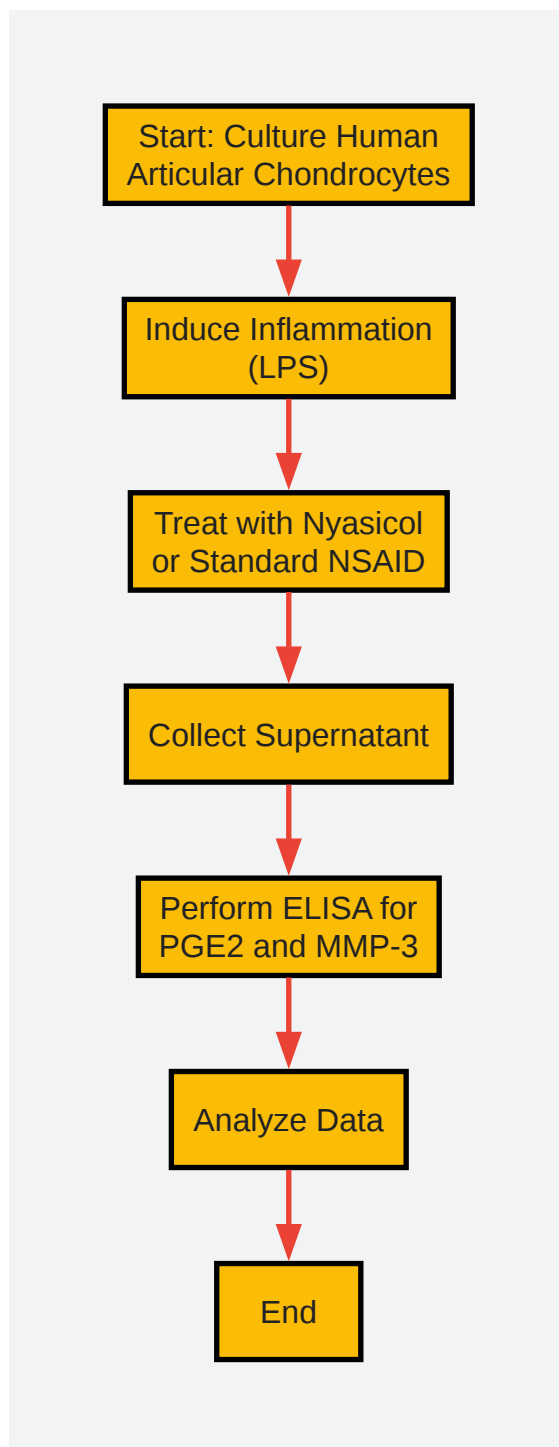 Start: Culture Human
Articular Chondrocytes
Induce Inflammation
(LPS)
Treat with Nyasicol
or Standard NSAID
Collect Supernatant
Perform ELISA for
PGE2 and MMP-3
Analyze Data
End